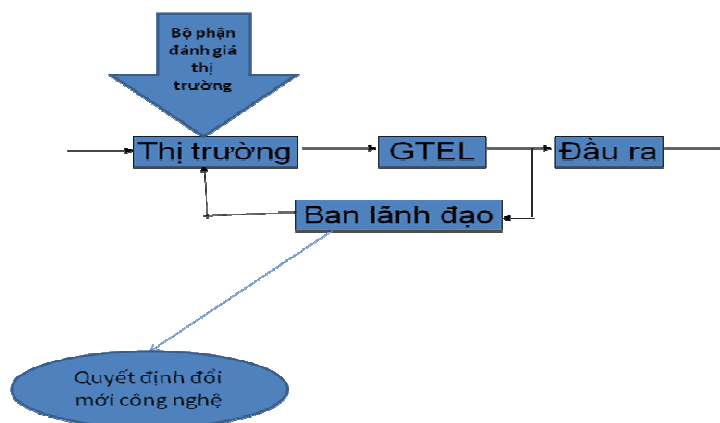 Bộ phận
đánh giá
thị
trường
Thị trường
GTEL
Đầu ra
Ban lãnh đạo
Quyết định đổi
mới công nghệ